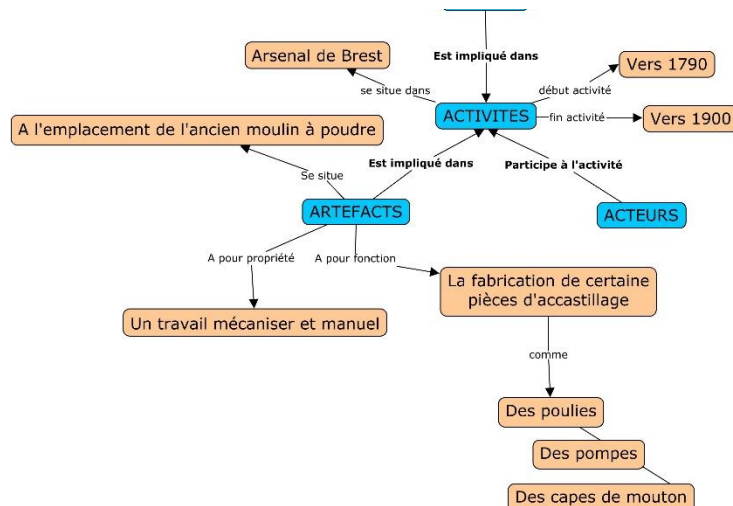 Est impliqué dans
Arsenal de Brest
Vers 1790
se situe dans
début activité
ACTIVITES
fin activité
Vers 1900
A l'emplacement de l'ancien moulin à poudre
Est impliqué dans
Participe à l'activité
Se situe
ARTEFACTS
ACTEURS
A pour propriété
A pour fonction
La fabrication de certaine
pièces d'accastillage
Un travail mécaniser et manuel
comme
Des poulies
Des pompes
Des capes de mouton